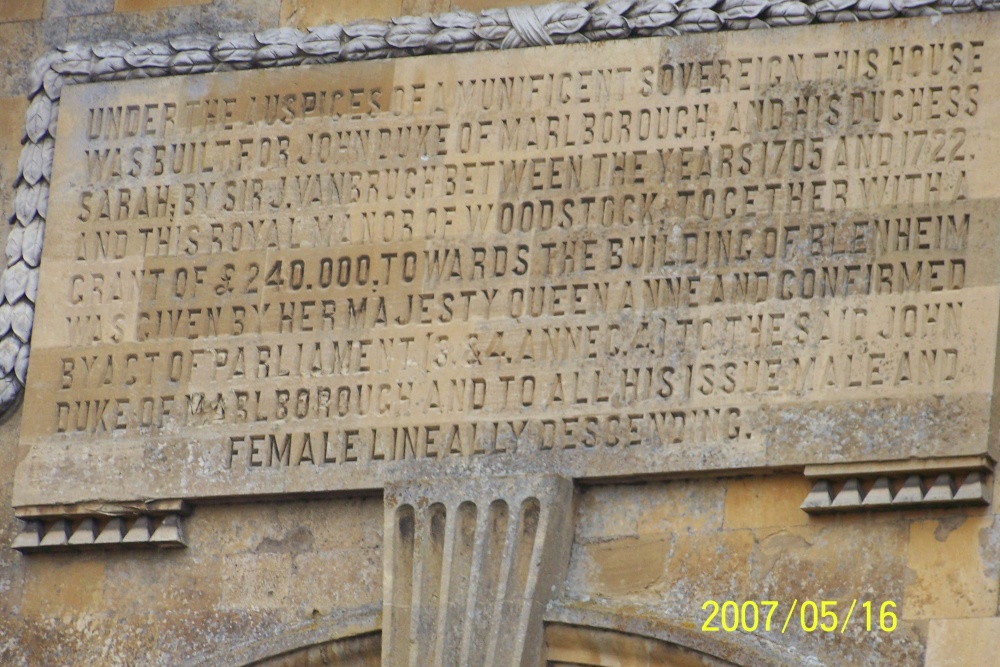 UNDER THE AUSPICES OF A MUNIFICENT SOVEREIGN THIS HOUSE
WAS BUILT, FOR JOHN DUKE OF MARLBOROUGH, AND HIS DUCHESS
SARAH, BY SIR J. VANBRUGH BETWEEN THE YEARS 1705 AND 1722.
AND THIS ROYAL MANOR OF WOODSTOCK, TOGETHER WITH A
GRANT OF £240.000, TOWARDS THE BUILDING OF BLENHEIM
WAS GIVEN BY HER MAJESTY QUEEN ANNE AND CONFIRMED
BY ACT OF PARLIAMENT (3. & 4. ANNE C. 4.) TO THE SAID JOHN
DUKE OF MARLBOROUGH AND TO ALL HIS ISSUE MALE AND
FEMALE LINEALLY DESCENDING.
2007/05/16